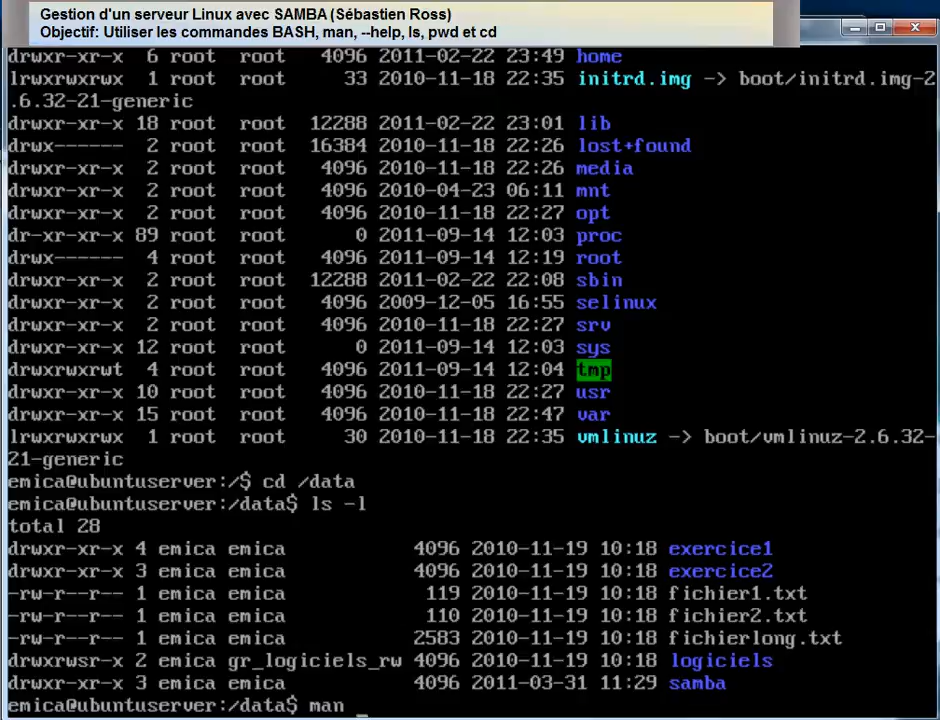 Gestion d'un serveur Linux avec SAMBA (Sébastien Ross)
Objectif: Utiliser les commandes BASH, man, --help, ls, pwd et cd
drwxr-xr-x  6 root   root    4096 2011-02-22 23:49 home
lrwxrwxrwx  1 root   root      33 2010-11-18 22:35 initrd.img -> boot/initrd.img-2
.6.32-21-generic
drwxr-xr-x 18 root   root   12288 2011-02-22 23:01 lib
drwx------  2 root   root   16384 2010-11-18 22:26 lost+found
drwxr-xr-x  2 root   root    4096 2010-11-18 22:26 media
drwxr-xr-x  2 root   root    4096 2010-04-23 06:11 mnt
drwxr-xr-x  2 root   root    4096 2010-11-18 22:27 opt
dr-xr-xr-x 89 root   root       0 2011-09-14 12:03 proc
drwx------  4 root   root    4096 2011-09-14 12:19 root
drwxr-xr-x  2 root   root   12288 2011-02-22 22:08 sbin
drwxr-xr-x  2 root   root    4096 2009-12-05 16:55 selinux
drwxr-xr-x  2 root   root    4096 2010-11-18 22:27 srv
drwxr-xr-x 12 root   root       0 2011-09-14 12:03 sys
drwxrwxrwt  4 root   root    4096 2011-09-14 12:04 tmp
drwxr-xr-x 10 root   root    4096 2010-11-18 22:27 usr
drwxr-xr-x 15 root   root    4096 2010-11-18 22:47 var
lrwxrwxrwx  1 root   root      30 2010-11-18 22:35 vmlinuz -> boot/vmlinuz-2.6.32-
21-generic
emica@ubuntuserver:/$ cd /data
emica@ubuntuserver:/data$ ls -l
total 28
drwxr-xr-x 4 emica emica           4096 2010-11-19 10:18 exercice1
drwxr-xr-x 3 emica emica           4096 2010-11-19 10:18 exercice2
-rw-r--r-- 1 emica emica            119 2010-11-19 10:18 fichier1.txt
-rw-r--r-- 1 emica emica            110 2010-11-19 10:18 fichier2.txt
-rw-r--r-- 1 emica emica           2583 2010-11-19 10:18 fichierlong.txt
drwxrwsr-x 2 emica gr_logiciels_rw 4096 2010-11-19 10:18 logiciels
drwxr-xr-x 3 emica emica           4096 2011-03-31 11:29 samba
emica@ubuntuserver:/data$ man _